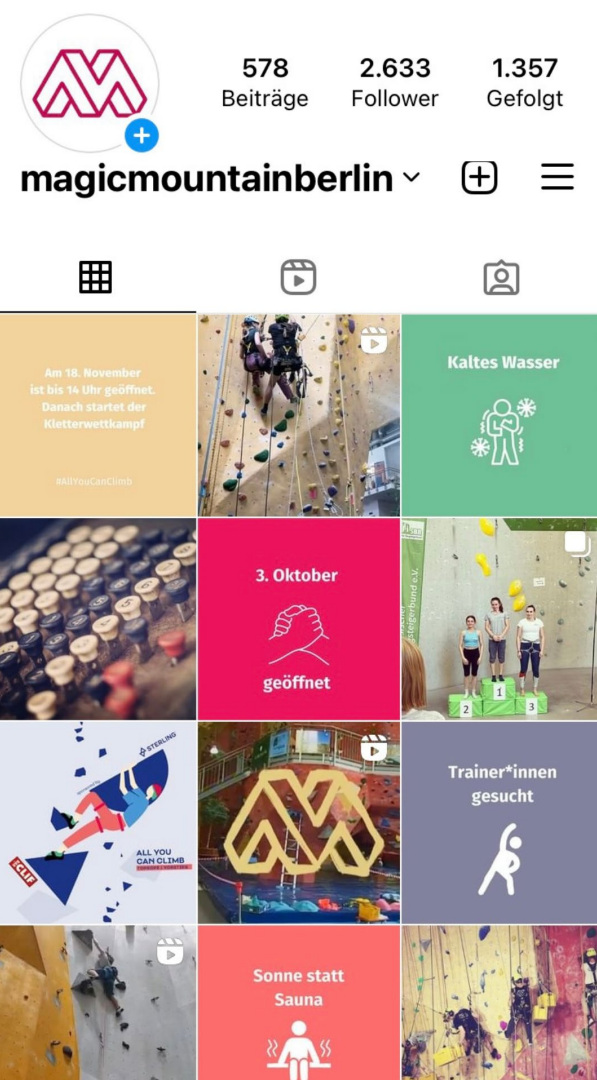 578
2.633
1.357
Beiträge
Follower
Gefolgt
magicmountainberlin
Am 18. November
ist bis 14 Uhr geöffnet.
Danach startet der
Kletterwettkampf
#AllYouCanClimb
Kaltes Wasser
3. Oktober
geöffnet
steigerbund e.V.
2
1
3
STERLING
CLIF
ALL YOU
CAN CLIMB
Trainer*innen
gesucht
Sonne statt
Sauna